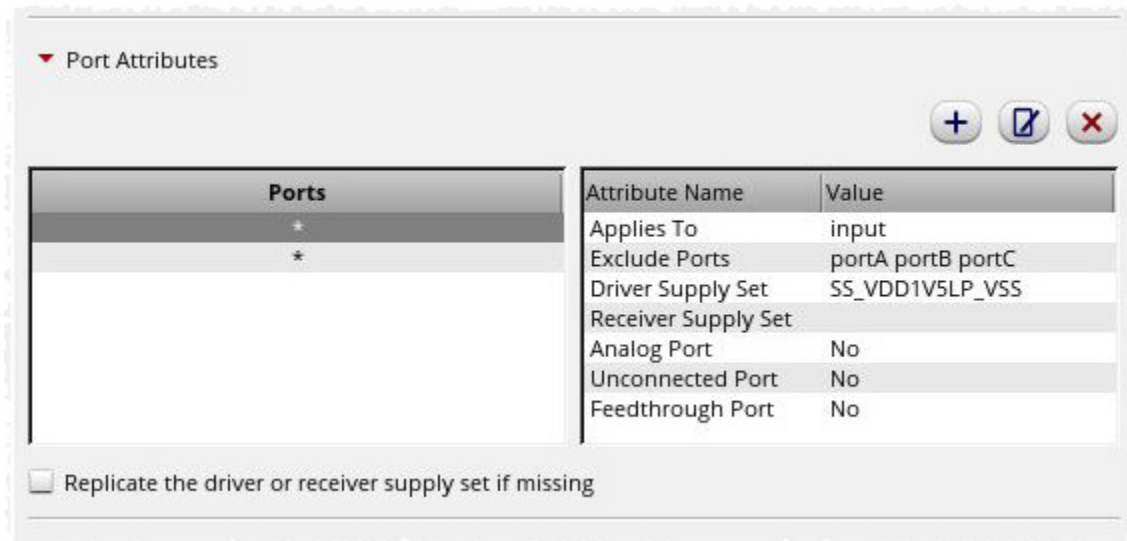 Port Attributes
Ports
*
*
Attribute Name Value
Applies To input
Exclude Ports portA portB portC
Driver Supply Set SS_VDD1V5LP_VSS
Receiver Supply Set
Analog Port No
Unconnected Port No
Feedthrough Port No
Replicate the driver or receiver supply set if missing